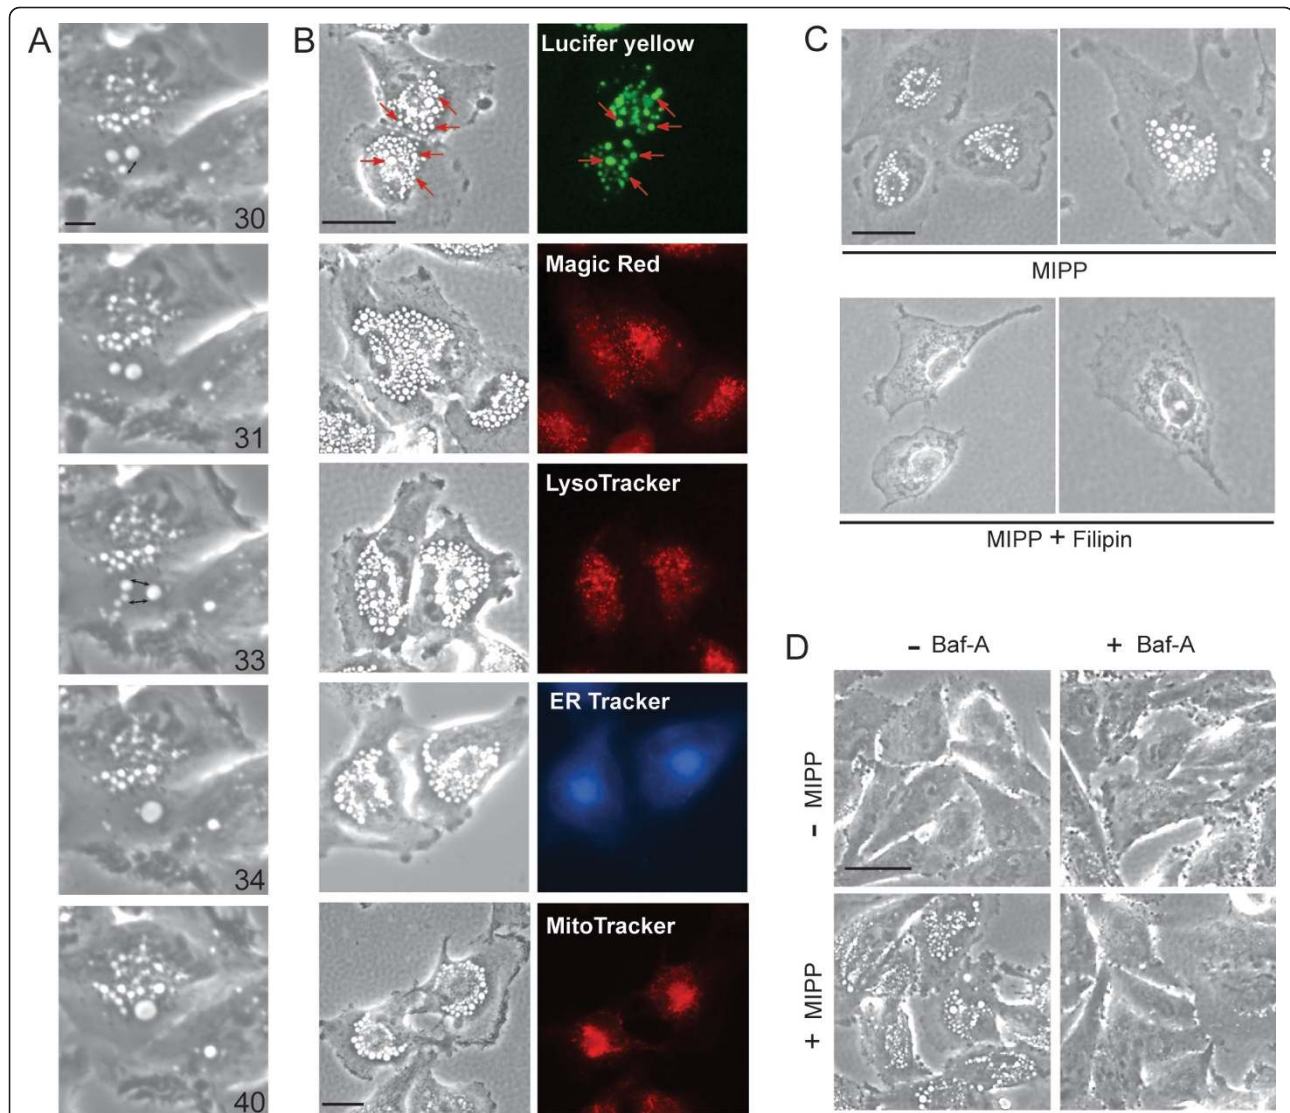 A
30
31
33
34
40
B
Lucifer yellow
Magic Red
LysoTracker
ER Tracker
MitoTracker
C
MIPP
MIPP + Filipin
D
- Baf-A
+ Baf-A
- MIPP
+ MIPP